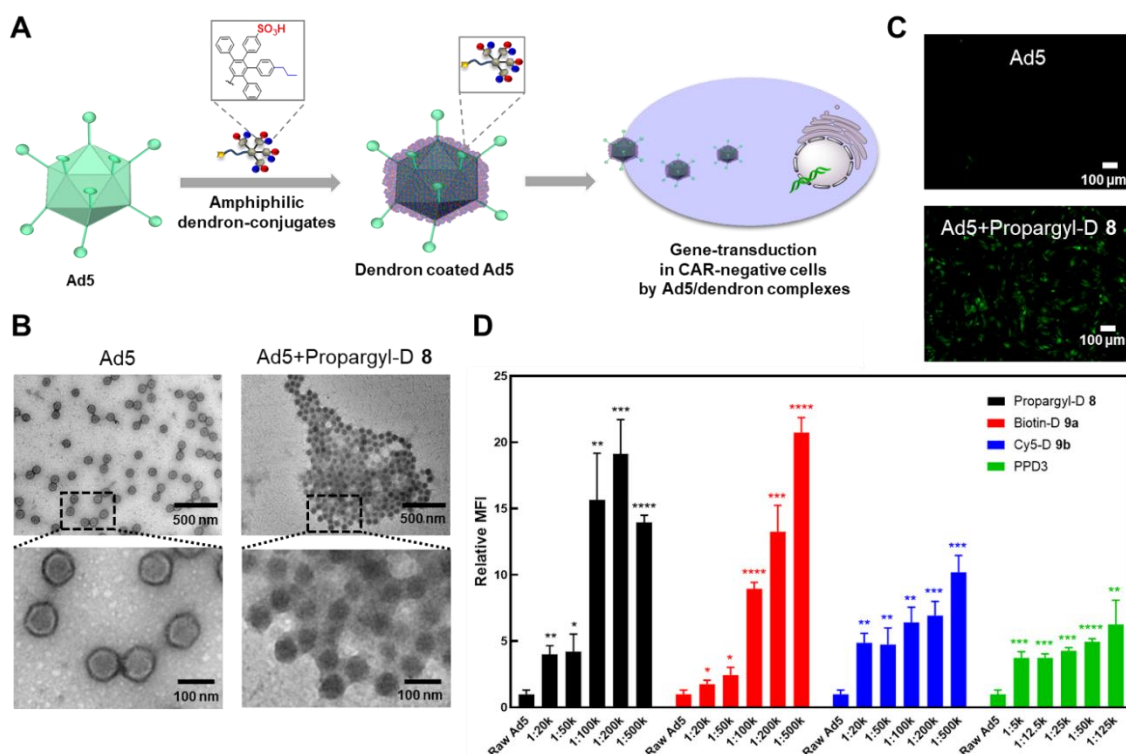 A
SO₃H
Ad5
Amphiphilic
dendron-conjugates
Dendron coated Ad5
Gene-transduction
in CAR-negative cells
by Ad5/dendron complexes
C
Ad5
100 µm
Ad5+Propargyl-D 8
100 µm
B
Ad5
Ad5+Propargyl-D 8
500 nm
500 nm
100 nm
100 nm
D
Relative MFI
25
20
15
10
5
0
** * ** *** ****
* * **** *** ****
** ** ** *** ***
*** *** *** **** **
Propargyl-D 8
Biotin-D 9a
Cy5-D 9b
PPD3
Raw Ad5 1:20k 1:50k 1:100k 1:200k 1:500k
Raw Ad5 1:20k 1:50k 1:100k 1:200k 1:500k
Raw Ad5 1:20k 1:50k 1:100k 1:200k 1:500k
Raw Ad5 1:5k 1:12.5k 1:25k 1:50k 1:125k